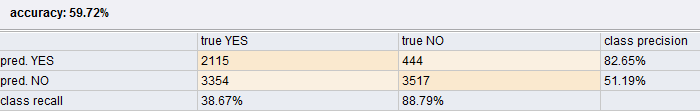 accuracy: 59.72%
true YES true NO class precision
pred. YES 2115 444 82.65%
pred. NO 3354 3517 51.19%
class recall 38.67% 88.79%